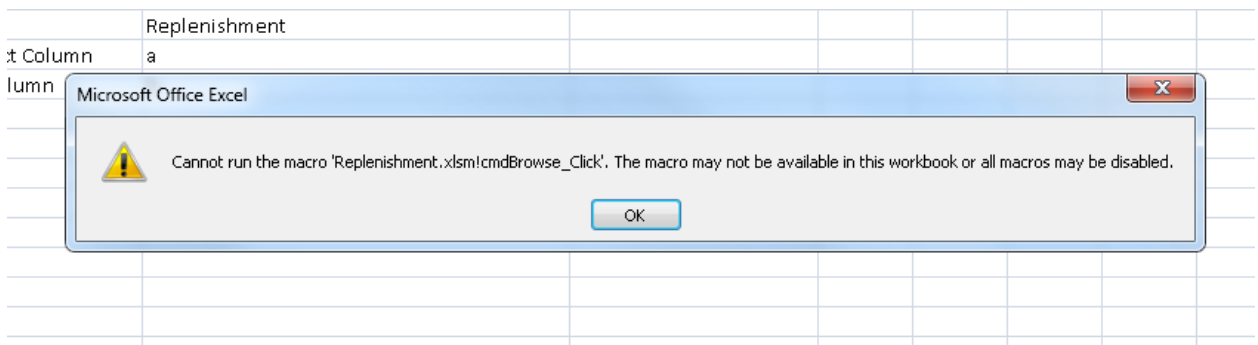 Replenishment
ct Column
a
lumn
Microsoft Office Excel
Cannot run the macro 'Replenishment.xlsm!cmdBrowse_Click'. The macro may not be available in this workbook or all macros may be disabled.
OK